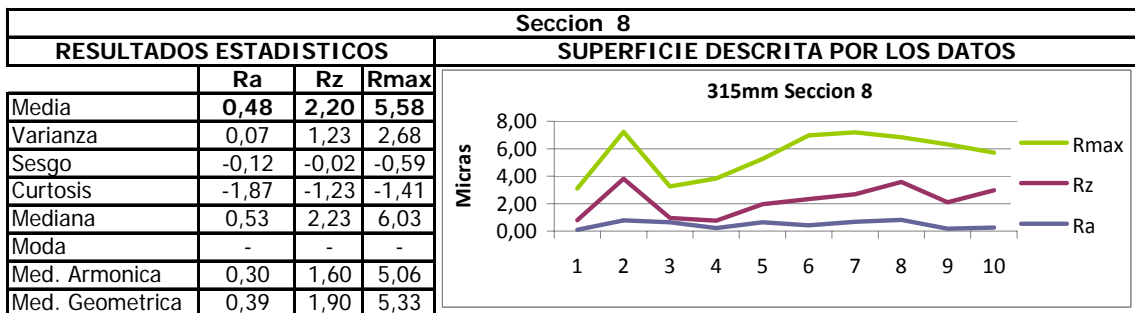 Seccion 8
RESULTADOS ESTADISTICOS SUPERFICIE DESCRITA POR LOS DATOS
Ra Rz Rmax
Media 0,48 2,20 5,58
Varianza 0,07 1,23 2,68
Sesgo -0,12 -0,02 -0,59
Curtosis -1,87 -1,23 -1,41
Mediana 0,53 2,23 6,03
Moda - - -
Med. Armonica 0,30 1,60 5,06
Med. Geometrica 0,39 1,90 5,33
315mm Seccion 8
Micras
8,00
6,00
4,00
2,00
0,00
1 2 3 4 5 6 7 8 9 10
Rmax
Rz
Ra